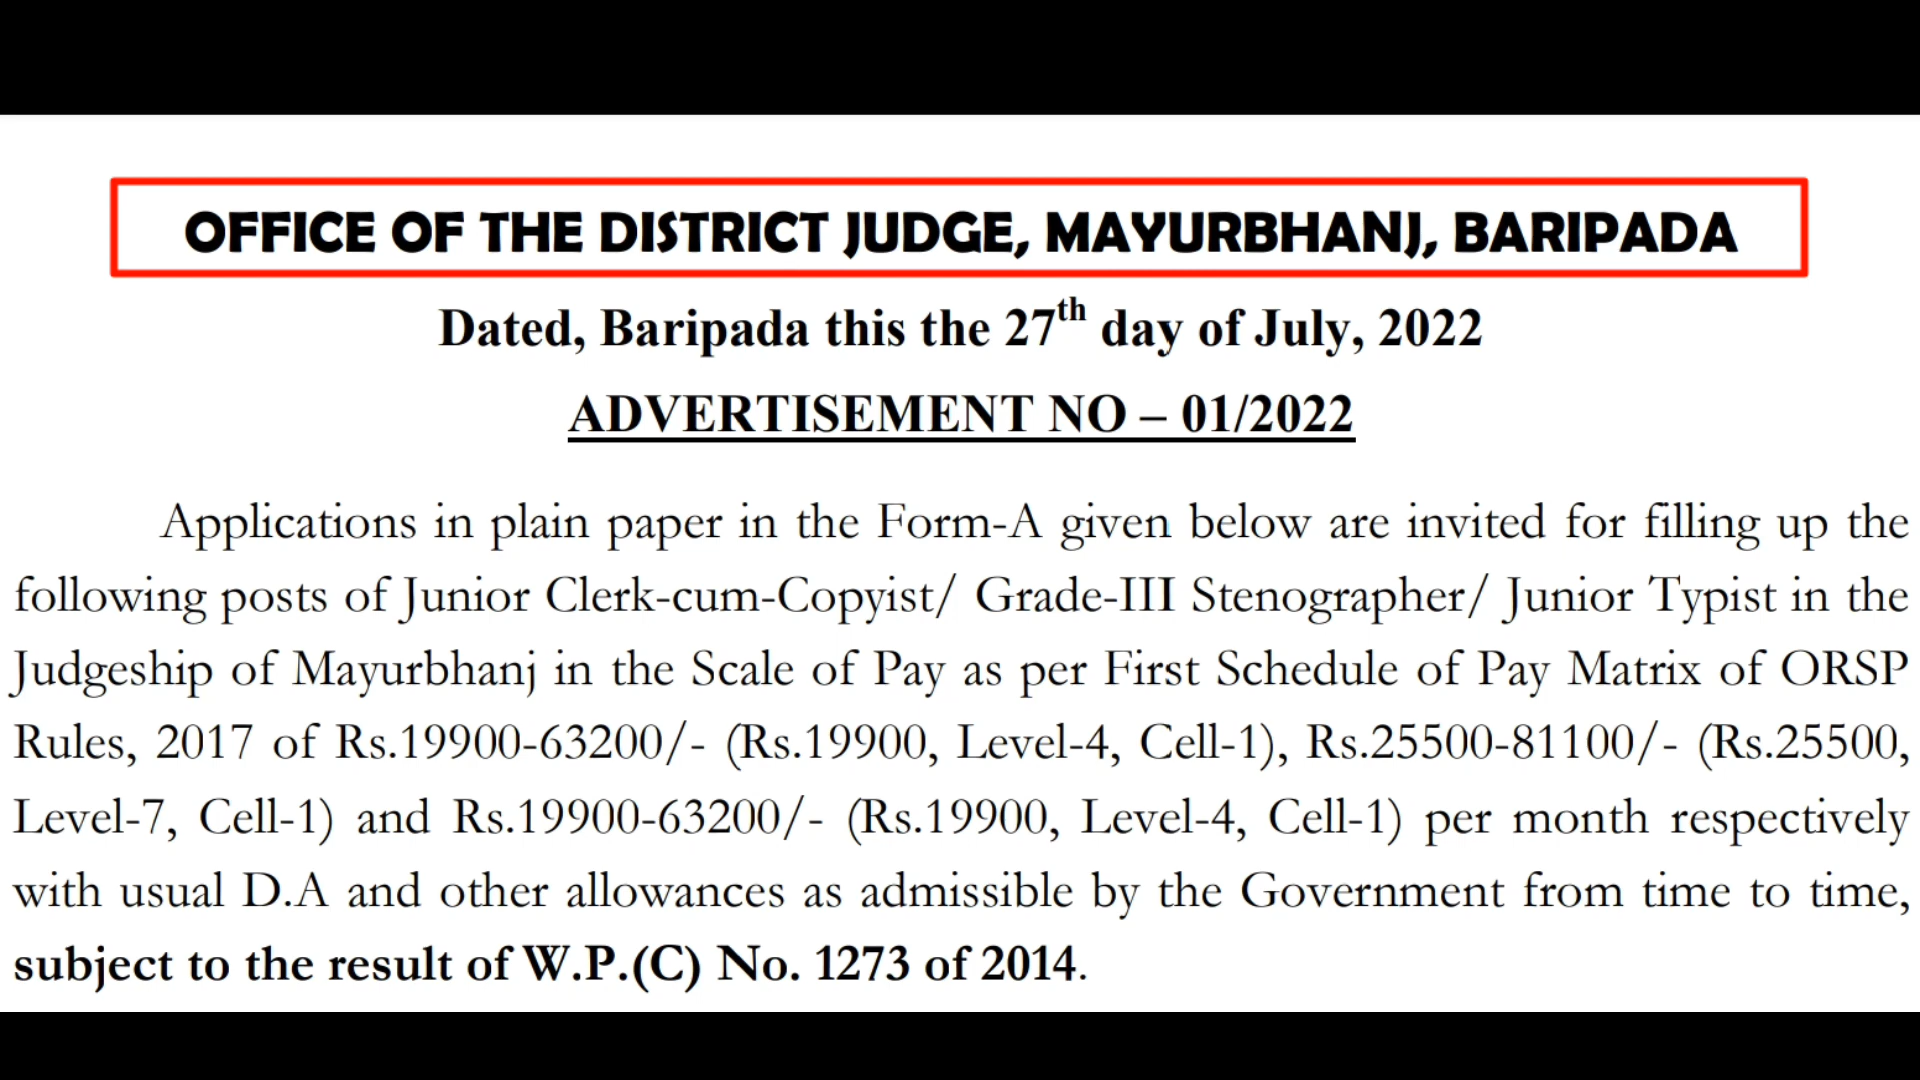 OFFICE OF THE DISTRICT JUDGE, MAYURBHANJ, BARIPADA
Dated, Baripada this the 27th day of July, 2022
ADVERTISEMENT NO – 01/2022
Applications in plain paper in the Form-A given below are invited for filling up the
following posts of Junior Clerk-cum-Copyist/ Grade-III Stenographer/ Junior Typist in the
Judgeship of Mayurbhanj in the Scale of Pay as per First Schedule of Pay Matrix of ORSP
Rules, 2017 of Rs.19900-63200/- (Rs.19900, Level-4, Cell-1), Rs.25500-81100/- (Rs.25500,
Level-7, Cell-1) and Rs.19900-63200/- (Rs.19900, Level-4, Cell-1) per month respectively
with usual D.A and other allowances as admissible by the Government from time to time,
subject to the result of W.P.(C) No. 1273 of 2014.